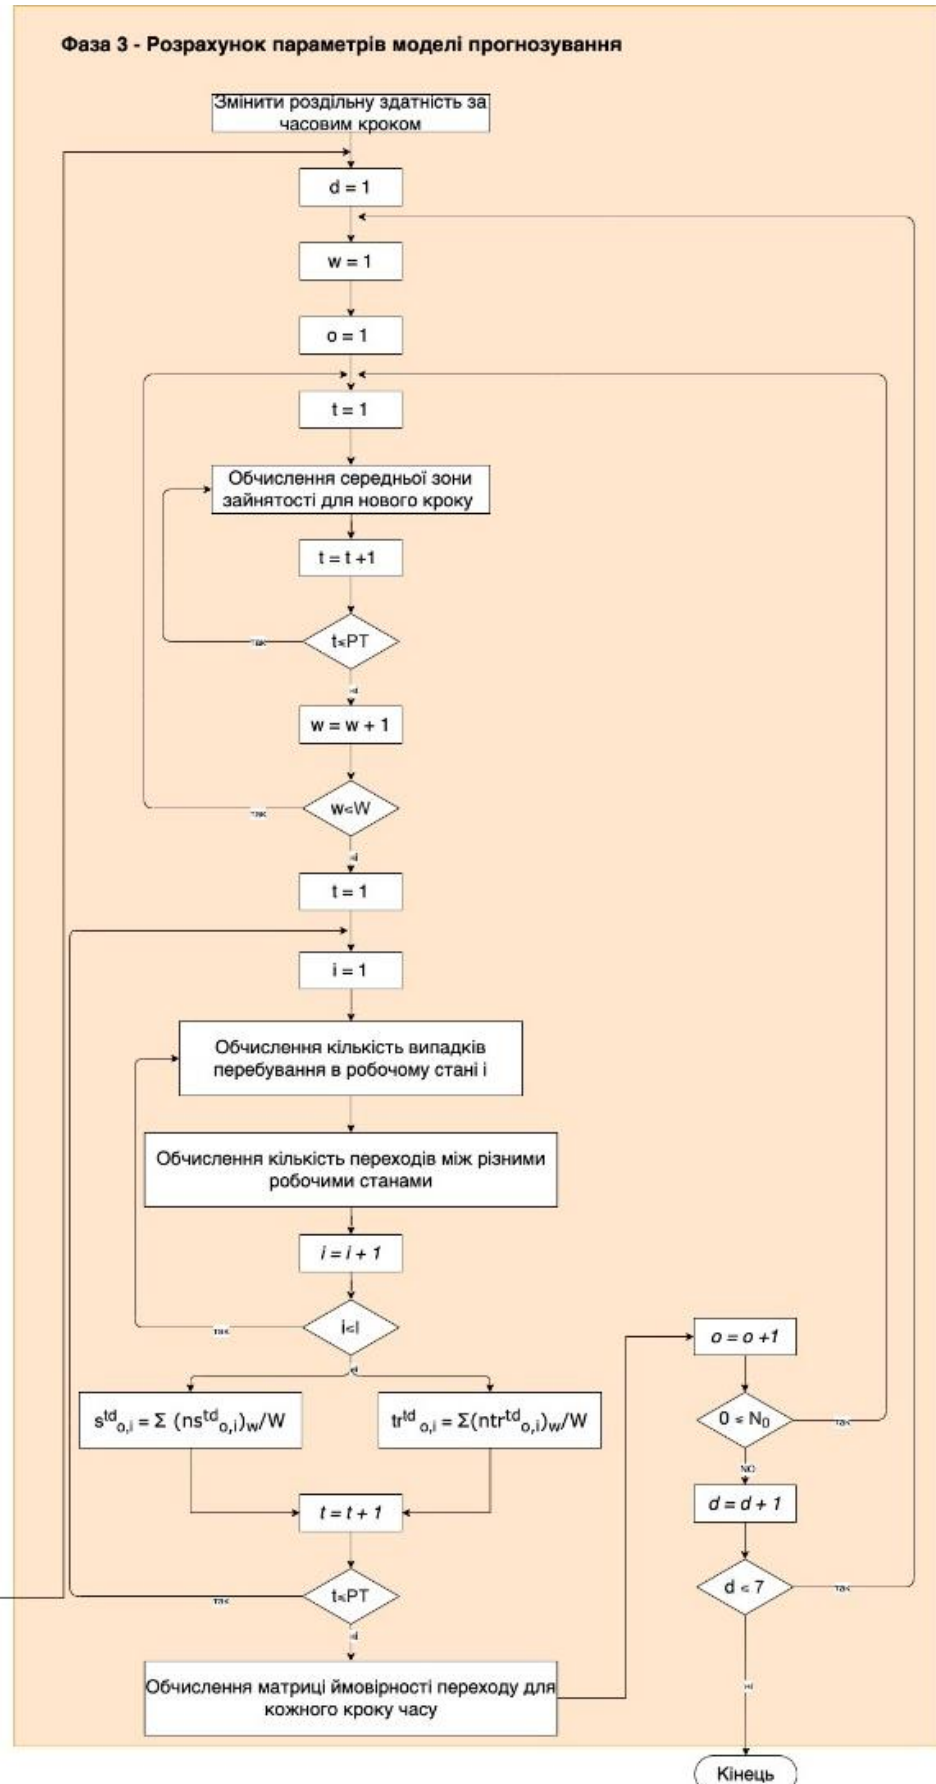 Фаза 3 - Розрахунок параметрів моделі прогнозування
Змінити роздільну здатність за
часовим кроком
d = 1
w = 1
o = 1
t = 1
Обчислення середньої зони
зайнятості для нового кроку
t = t +1
t≤PT
так
ні
w = w + 1
w≤W
так
ні
t = 1
i = 1
Обчислення кількість випадків
перебування в робочому стані i
Обчислення кількість переходів між різними
робочими станами
i = i + 1
i≤I
так
ні
s^td_o,i = Σ (ns^td_o,i)_w/W
tr^td_o,i = Σ(ntr^td_o,i)_w/W
t = t + 1
t≤PT
так
ні
Обчислення матриці ймовірності переходу для
кожного кроку часу
o = o +1
0 ≤ N₀
так
NO
d = d + 1
d ≤ 7
так
ні
Кінець